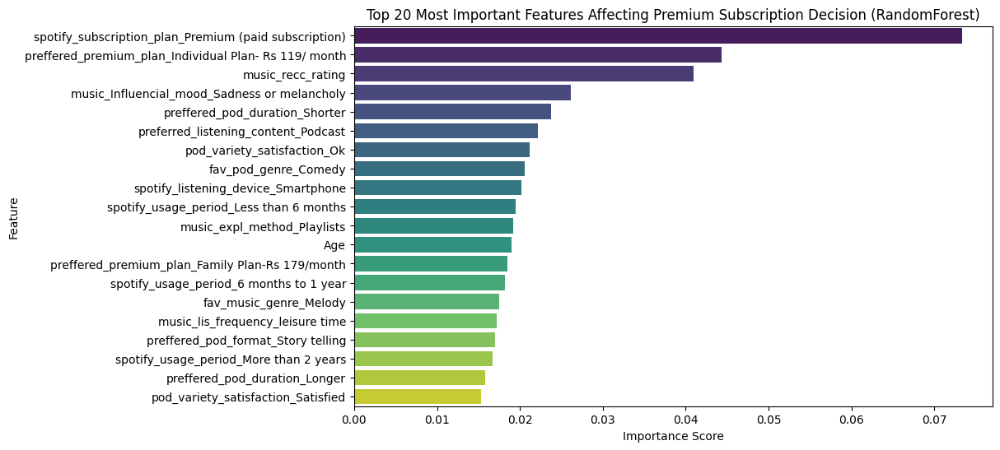 Top 20 Most Important Features Affecting Premium Subscription Decision (RandomForest)
spotify_subscription_plan_Premium (paid subscription)
preffered_premium_plan_Individual Plan- Rs 119/ month
music_recc_rating
music_Influencial_mood_Sadness or melancholy
preffered_pod_duration_Shorter
preferred_listening_content_Podcast
pod_variety_satisfaction_Ok
fav_pod_genre_Comedy
spotify_listening_device_Smartphone
spotify_usage_period_Less than 6 months
music_expl_method_Playlists
Age
preffered_premium_plan_Family Plan-Rs 179/month
spotify_usage_period_6 months to 1 year
fav_music_genre_Melody
music_lis_frequency_leisure time
preffered_pod_format_Story telling
spotify_usage_period_More than 2 years
preffered_pod_duration_Longer
pod_variety_satisfaction_Satisfied
Feature
0.00 0.01 0.02 0.03 0.04 0.05 0.06 0.07
Importance Score